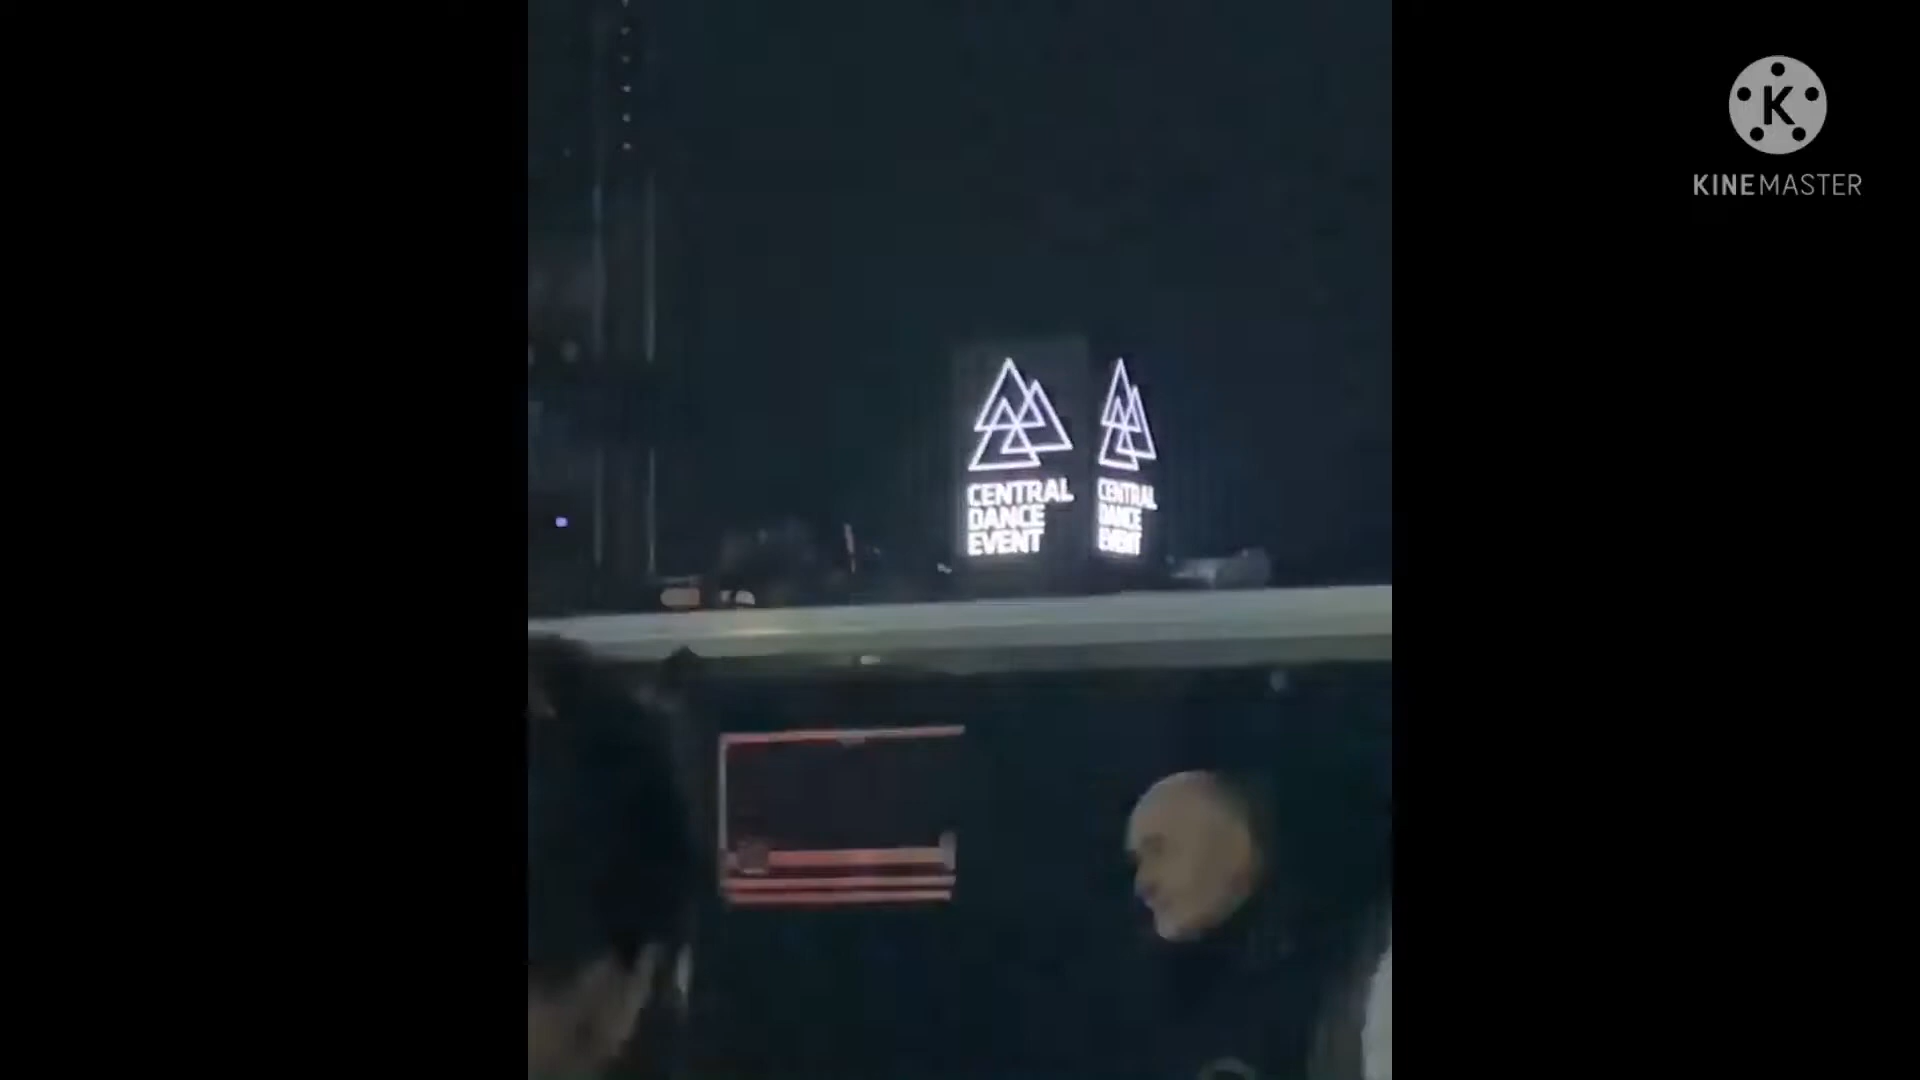 K
KINEMASTER
CENTRAL
DANCE
EVENT
CENTRAL
DANCE
EVENT